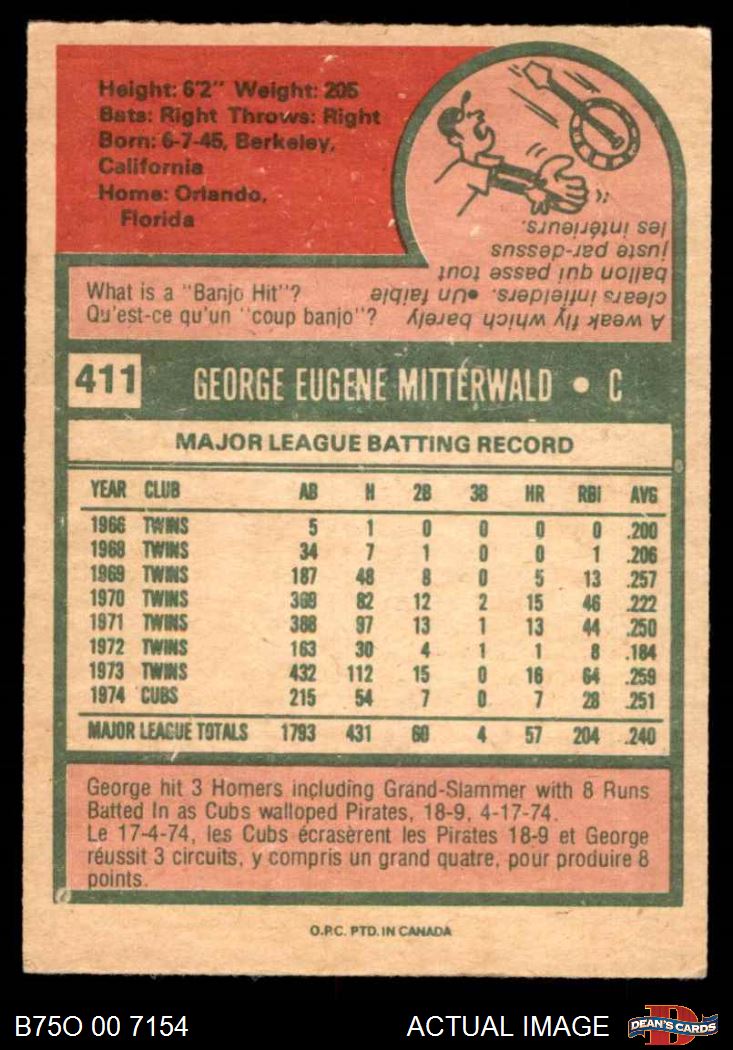 Height: 6'2" Weight: 205
Bats: Right Throws: Right
Born: 6-7-45, Berkeley,
California
Home: Orlando,
Florida
What is a "Banjo Hit"?
Qu'est-ce qu'un "coup banjo"?
A weak fly which barely
clears infielders. •Un faible
ballon qui passe tout
juste par-dessus
les intérieurs.
411 GEORGE EUGENE MITTERWALD • C
MAJOR LEAGUE BATTING RECORD
YEAR CLUB AB H 2B 3B HR RBI AVG
1966 TWINS 5 1 0 0 0 0 .200
1968 TWINS 34 7 1 0 0 1 .206
1969 TWINS 187 48 8 0 5 13 .257
1970 TWINS 369 82 12 2 15 46 .222
1971 TWINS 388 97 13 1 13 44 .250
1972 TWINS 163 30 4 1 1 8 .184
1973 TWINS 432 112 15 0 16 64 .259
1974 CUBS 215 54 7 0 7 28 .251
MAJOR LEAGUE TOTALS 1793 431 60 4 57 204 .240
George hit 3 Homers including Grand-Slammer with 8 Runs
Batted In as Cubs walloped Pirates, 18-9, 4-17-74.
Le 17-4-74, les Cubs écrasèrent les Pirates 18-9 et George
réussit 3 circuits, y compris un grand quatre, pour produire 8
points.
O.P.C. PTD. IN CANADA
B75O 00 7154 ACTUAL IMAGE DEAN'S CARDS